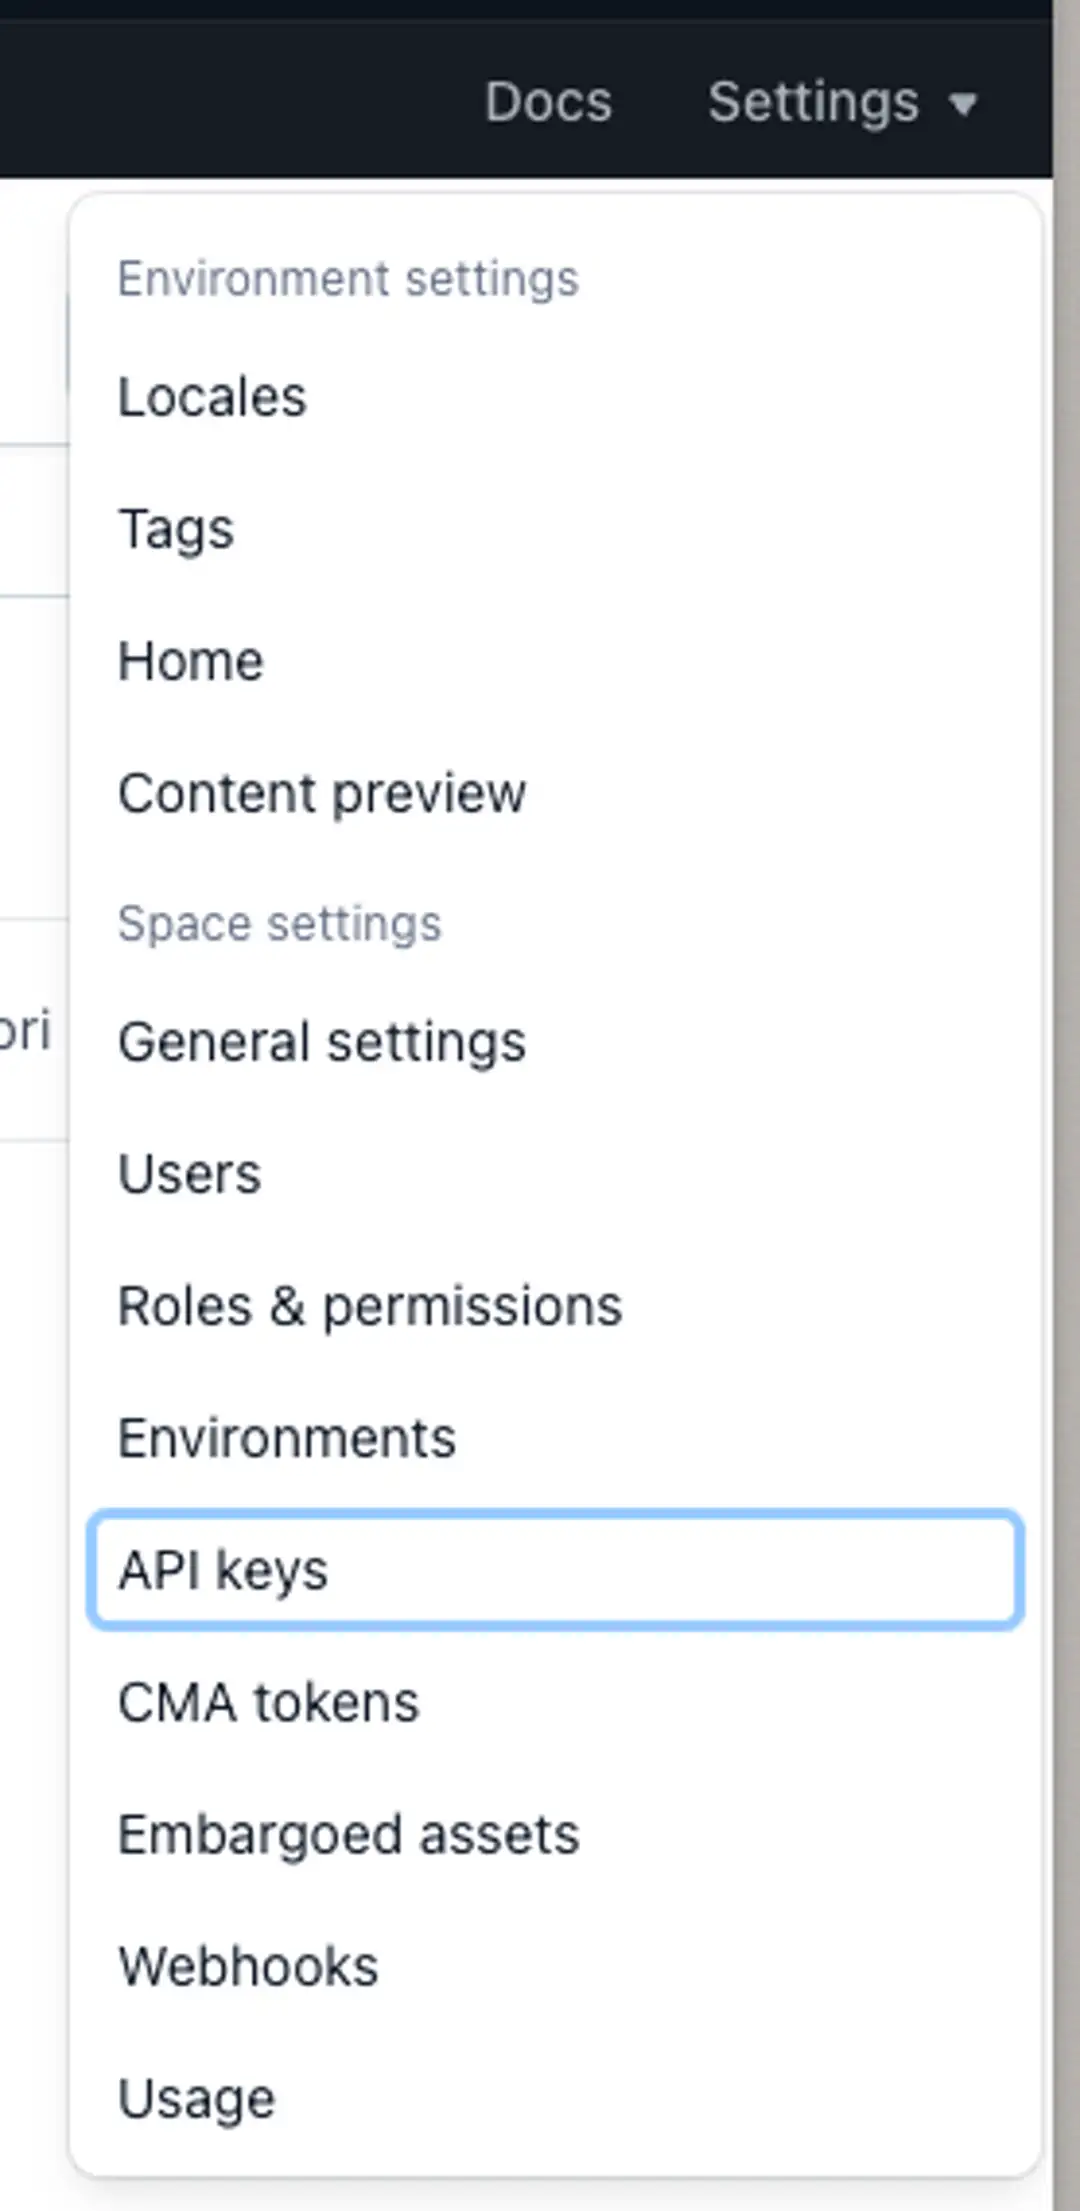 Docs Settings
Environment settings
Locales
Tags
Home
Content preview
Space settings
General settings
Users
Roles & permissions
Environments
API keys
CMA tokens
Embargoed assets
Webhooks
Usage